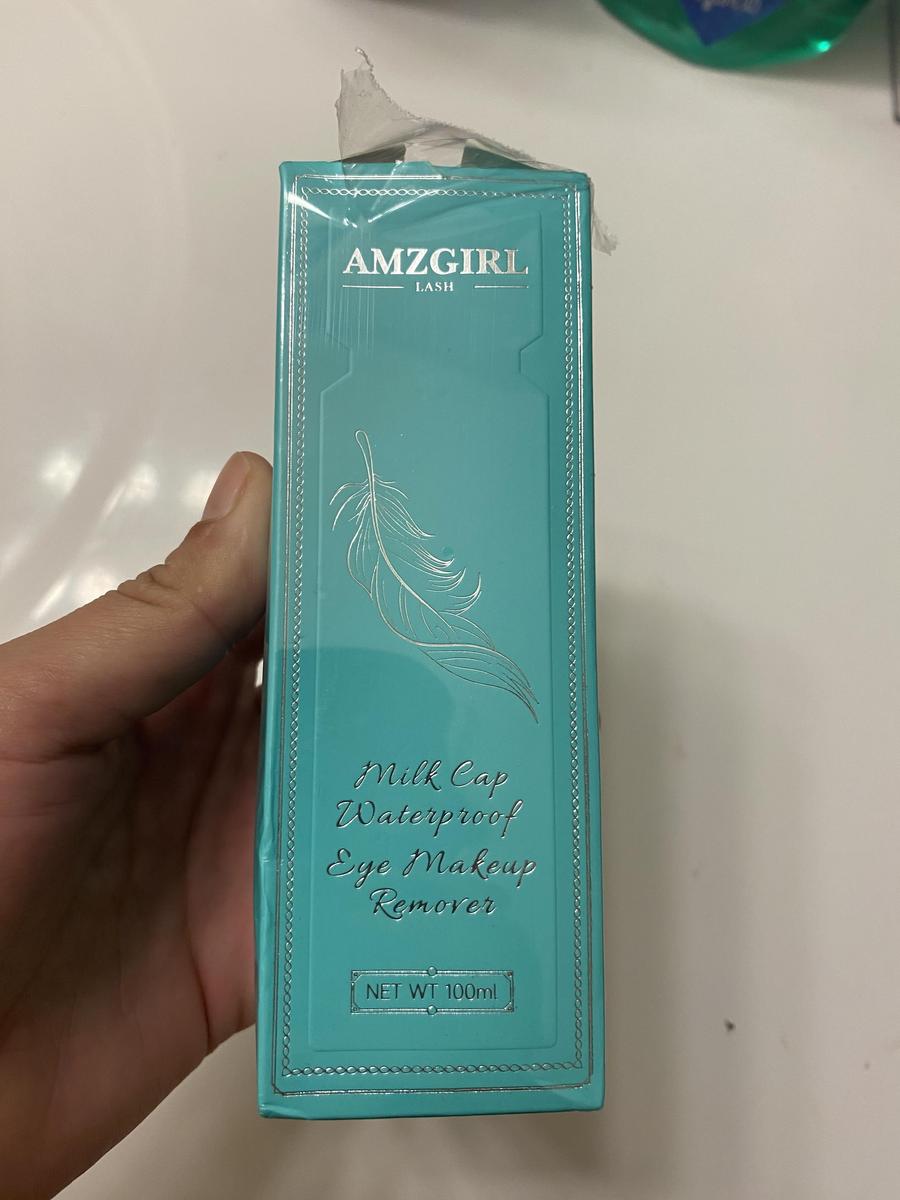 AMZGIRL
LASH
Milk Cap
Waterproof
Eye Makeup
Remover
NET WT 100ml